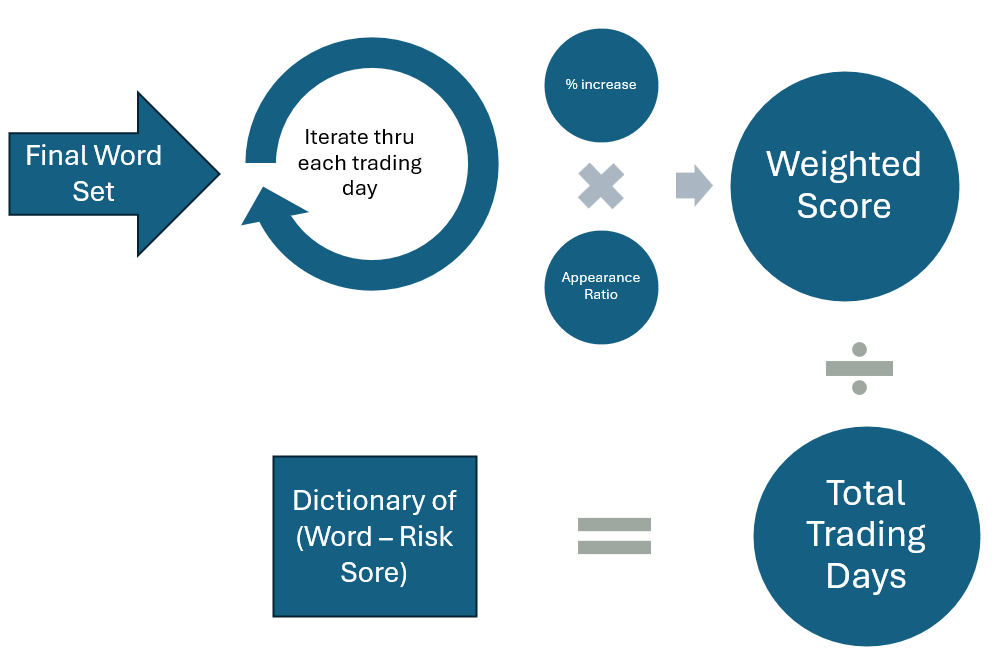 Final Word
Set
Iterate thru
each trading
day
% increase
Appearance
Ratio
Weighted
Score
Total
Trading
Days
Dictionary of
(Word – Risk
Sore)